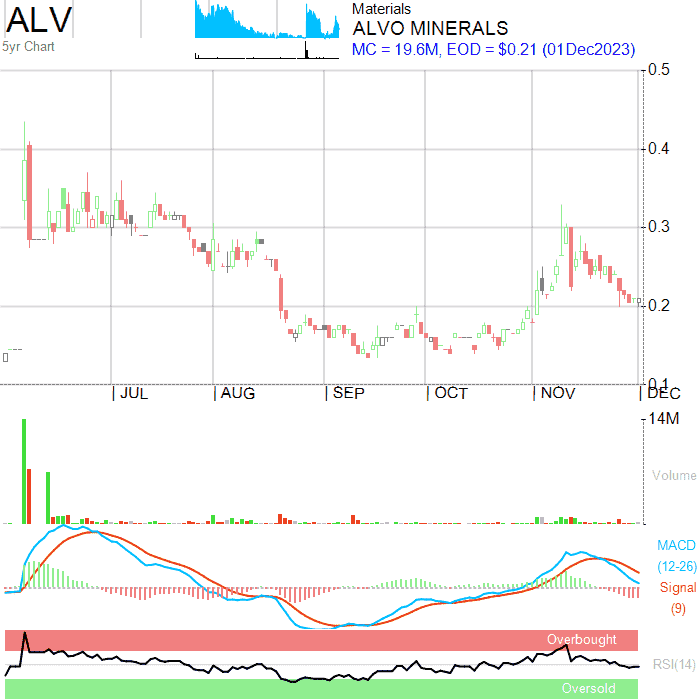 ALV
5yr Chart
Materials
ALVO MINERALS
MC = 19.6M, EOD = $0.21 (01Dec2023)
0.5
0.4
0.3
0.2
0.1
JUL AUG SEP OCT NOV DEC
14M
Volume
MACD
(12-26)
Signal
(9)
Overbought
RSI(14)
Oversold